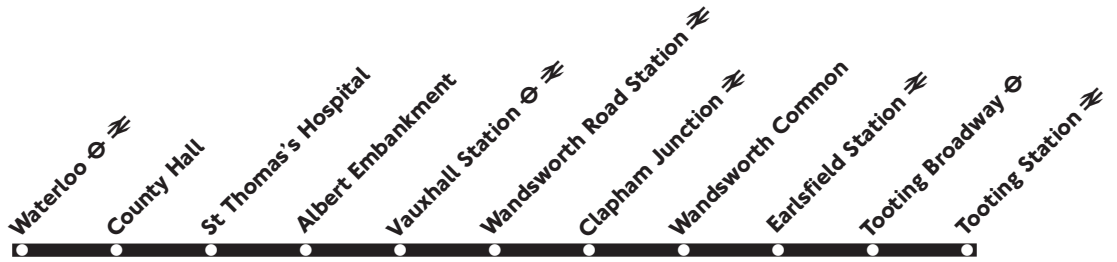 Waterloo
County Hall
St Thomas's Hospital
Albert Embankment
Vauxhall Station
Wandsworth Road Station
Clapham Junction
Wandsworth Common
Earlsfield Station
Tooting Broadway
Tooting Station